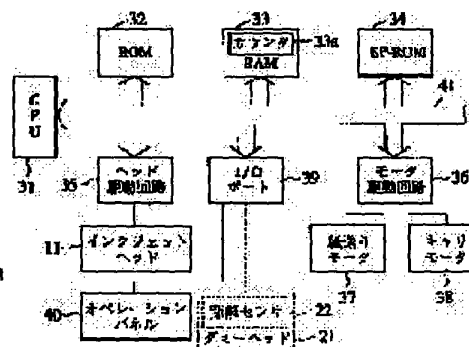 32
33
34
ROM
カウンタ
33a
RAM
EP-ROM
41
CPU
31
35
ヘッド
駆動回路
I/O
ポート
39
モータ
駆動回路
36
11
インクジェット
ヘッド
紙送り
モータ
キャリ
モータ
37
38
40
オペレーション
パネル
センサ
22
ダミーヘッド
21